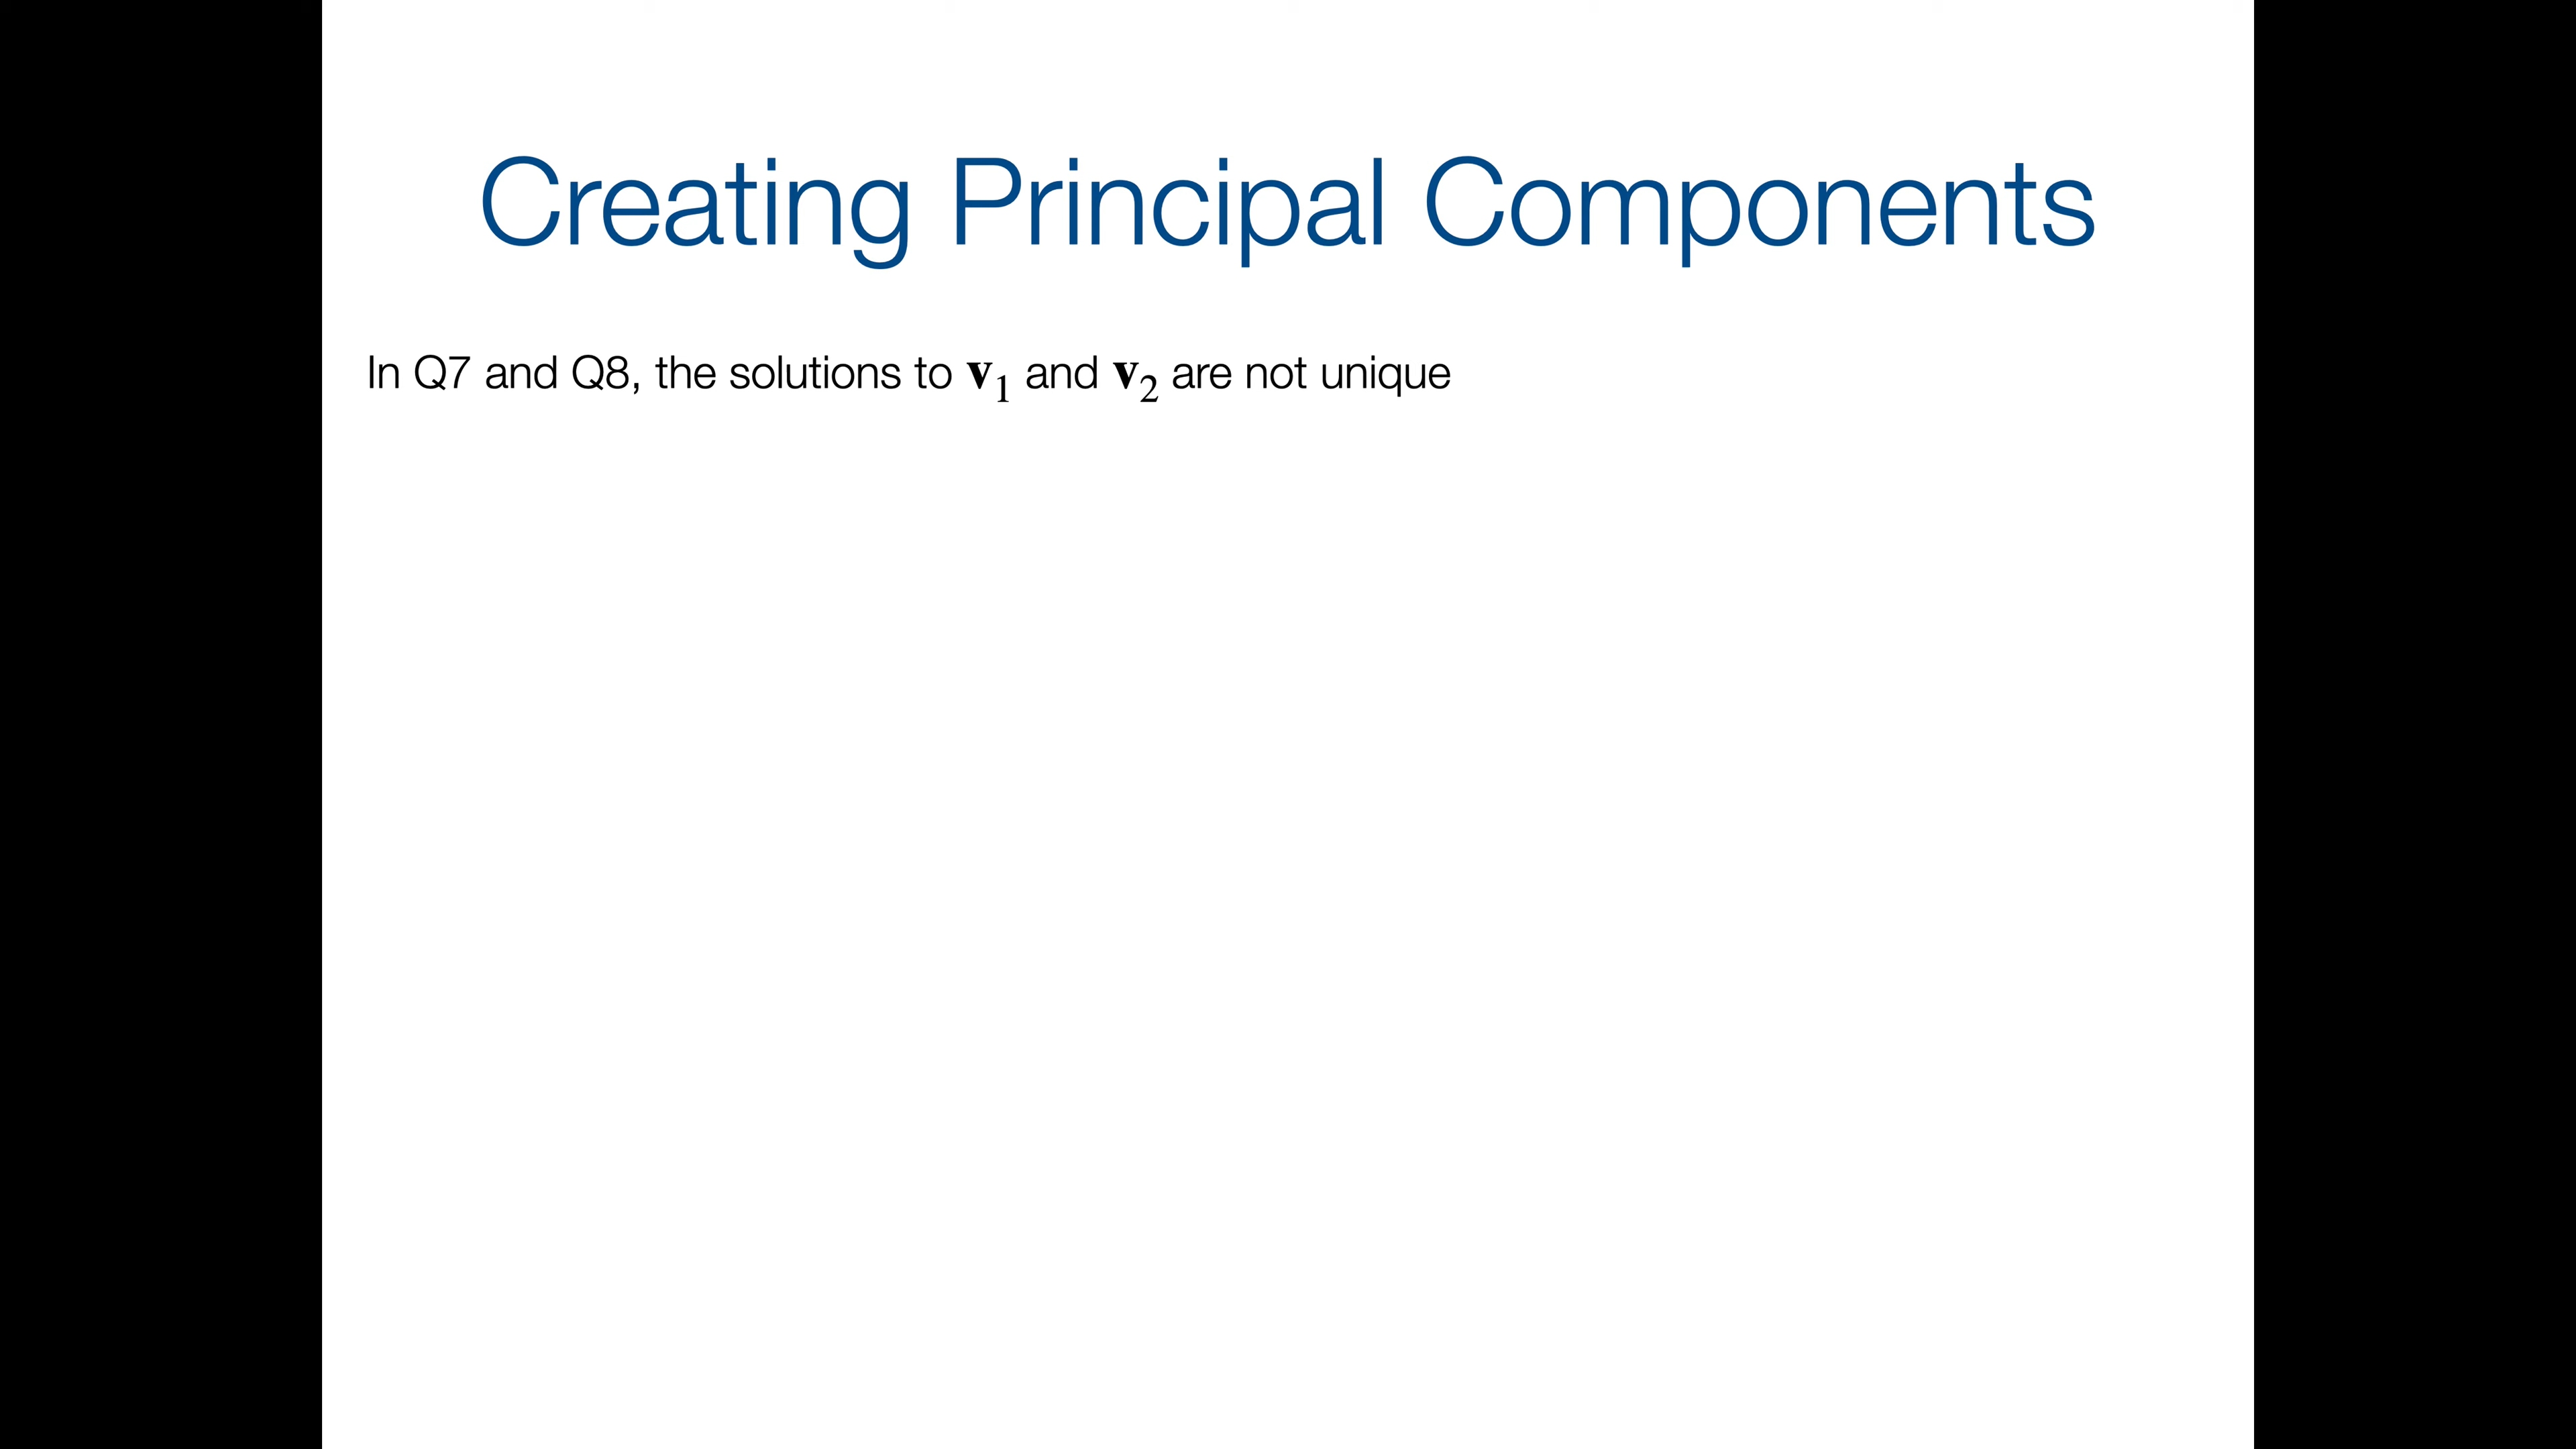 Creating Principal Components
In Q7 and Q8, the solutions to v₁ and v₂ are not unique